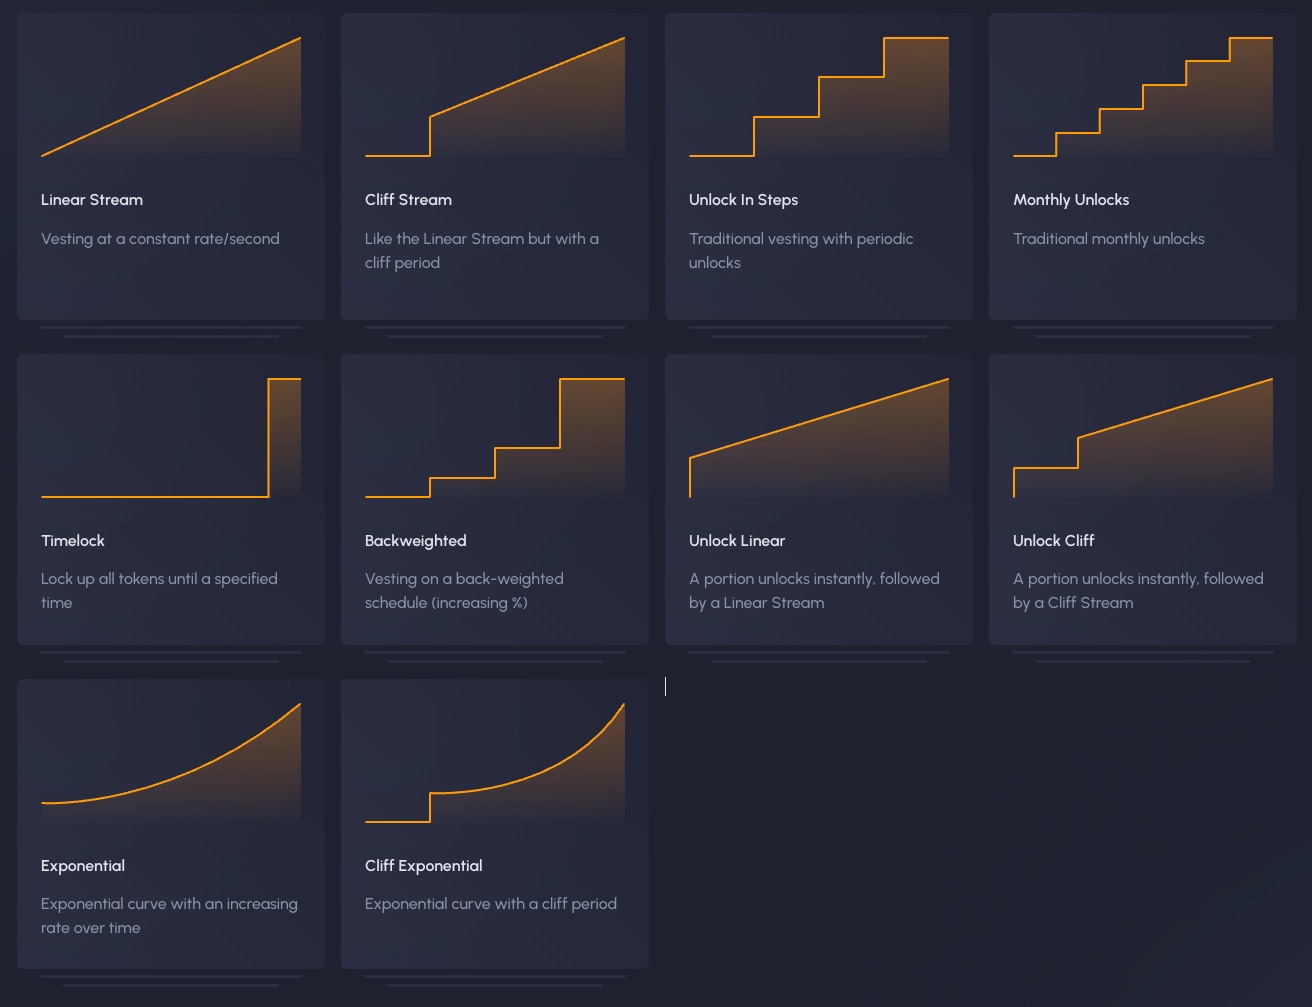 Linear Stream
Vesting at a constant rate/second
Cliff Stream
Like the Linear Stream but with a
cliff period
Unlock In Steps
Traditional vesting with periodic
unlocks
Monthly Unlocks
Traditional monthly unlocks
Timelock
Lock up all tokens until a specified
time
Backweighted
Vesting on a back-weighted
schedule (increasing %)
Unlock Linear
A portion unlocks instantly, followed
by a Linear Stream
Unlock Cliff
A portion unlocks instantly, followed
by a Cliff Stream
Exponential
Exponential curve with an increasing
rate over time
Cliff Exponential
Exponential curve with a cliff period